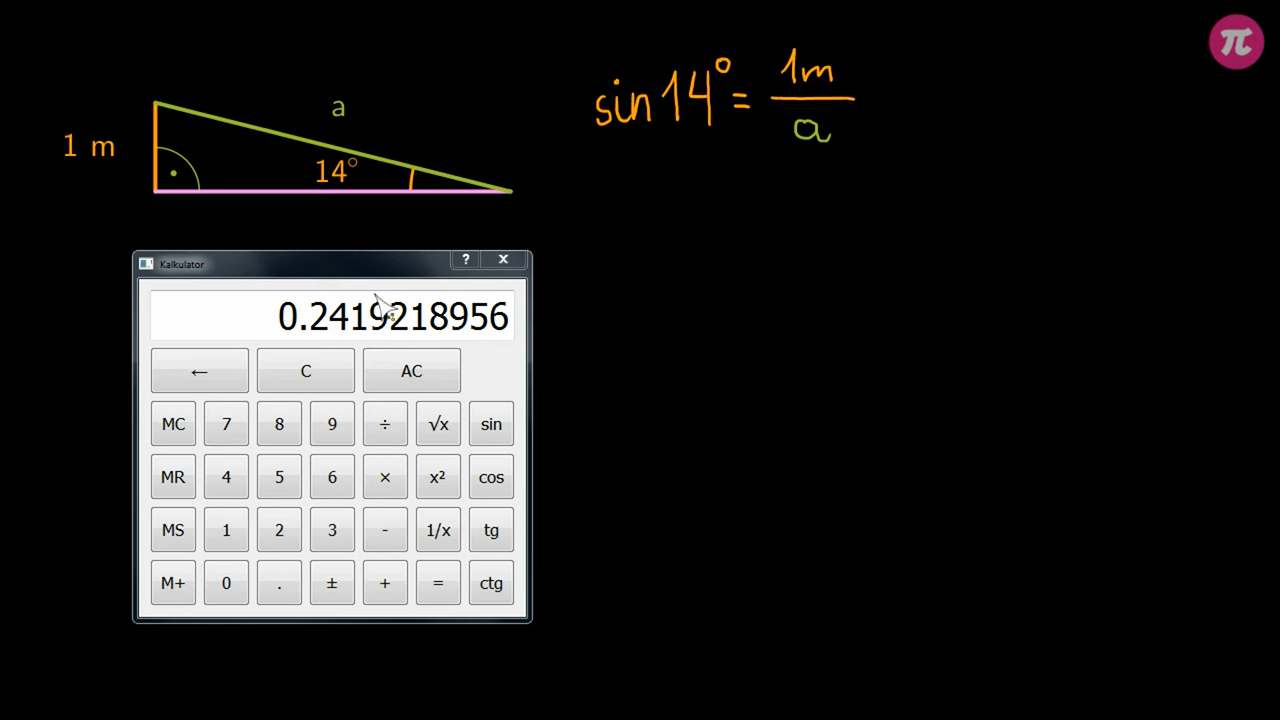 π
sin 14° = 1m / a
a
1 m
14°
Kalkulator ? X
0.2419218956
← C AC
MC 7 8 9 ÷ √x sin
MR 4 5 6 × x² cos
MS 1 2 3 - 1/x tg
M+ 0 . ± + = ctg